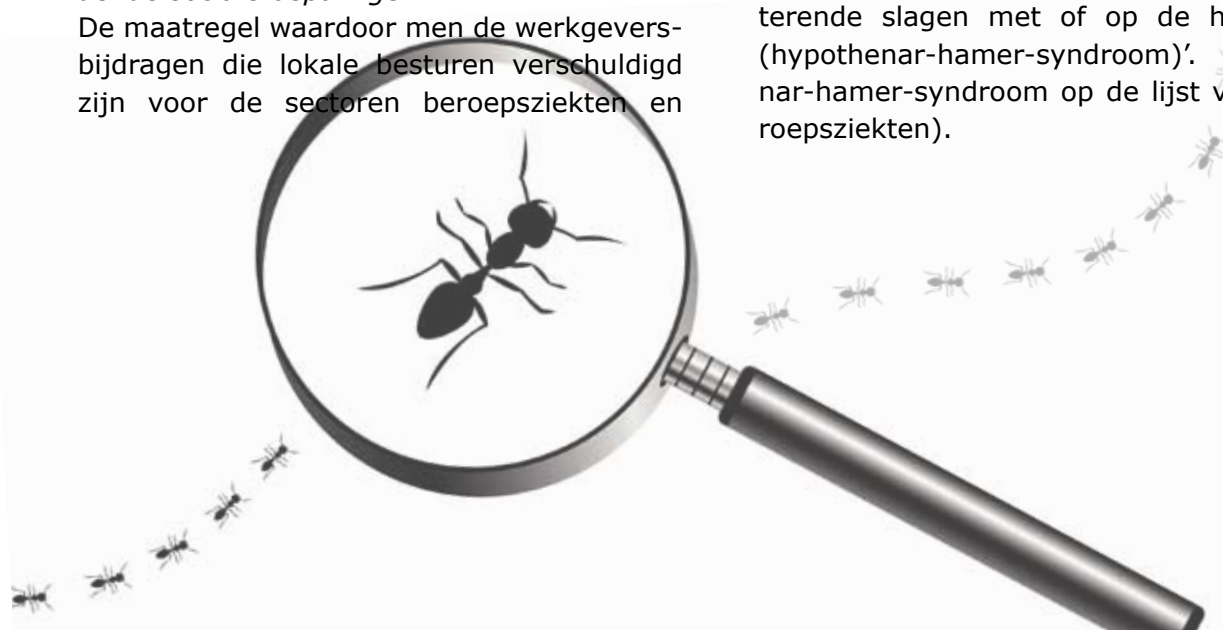 De maatregel waardoor men de werkgevers-
bijdragen die lokale besturen verschuldigd
zijn voor de sectoren beroepsziekten en
terende slagen met of op de
(hypothenar-hamer-syndroom)’.
nar-hamer-syndroom op de lijst
roepsziekten).